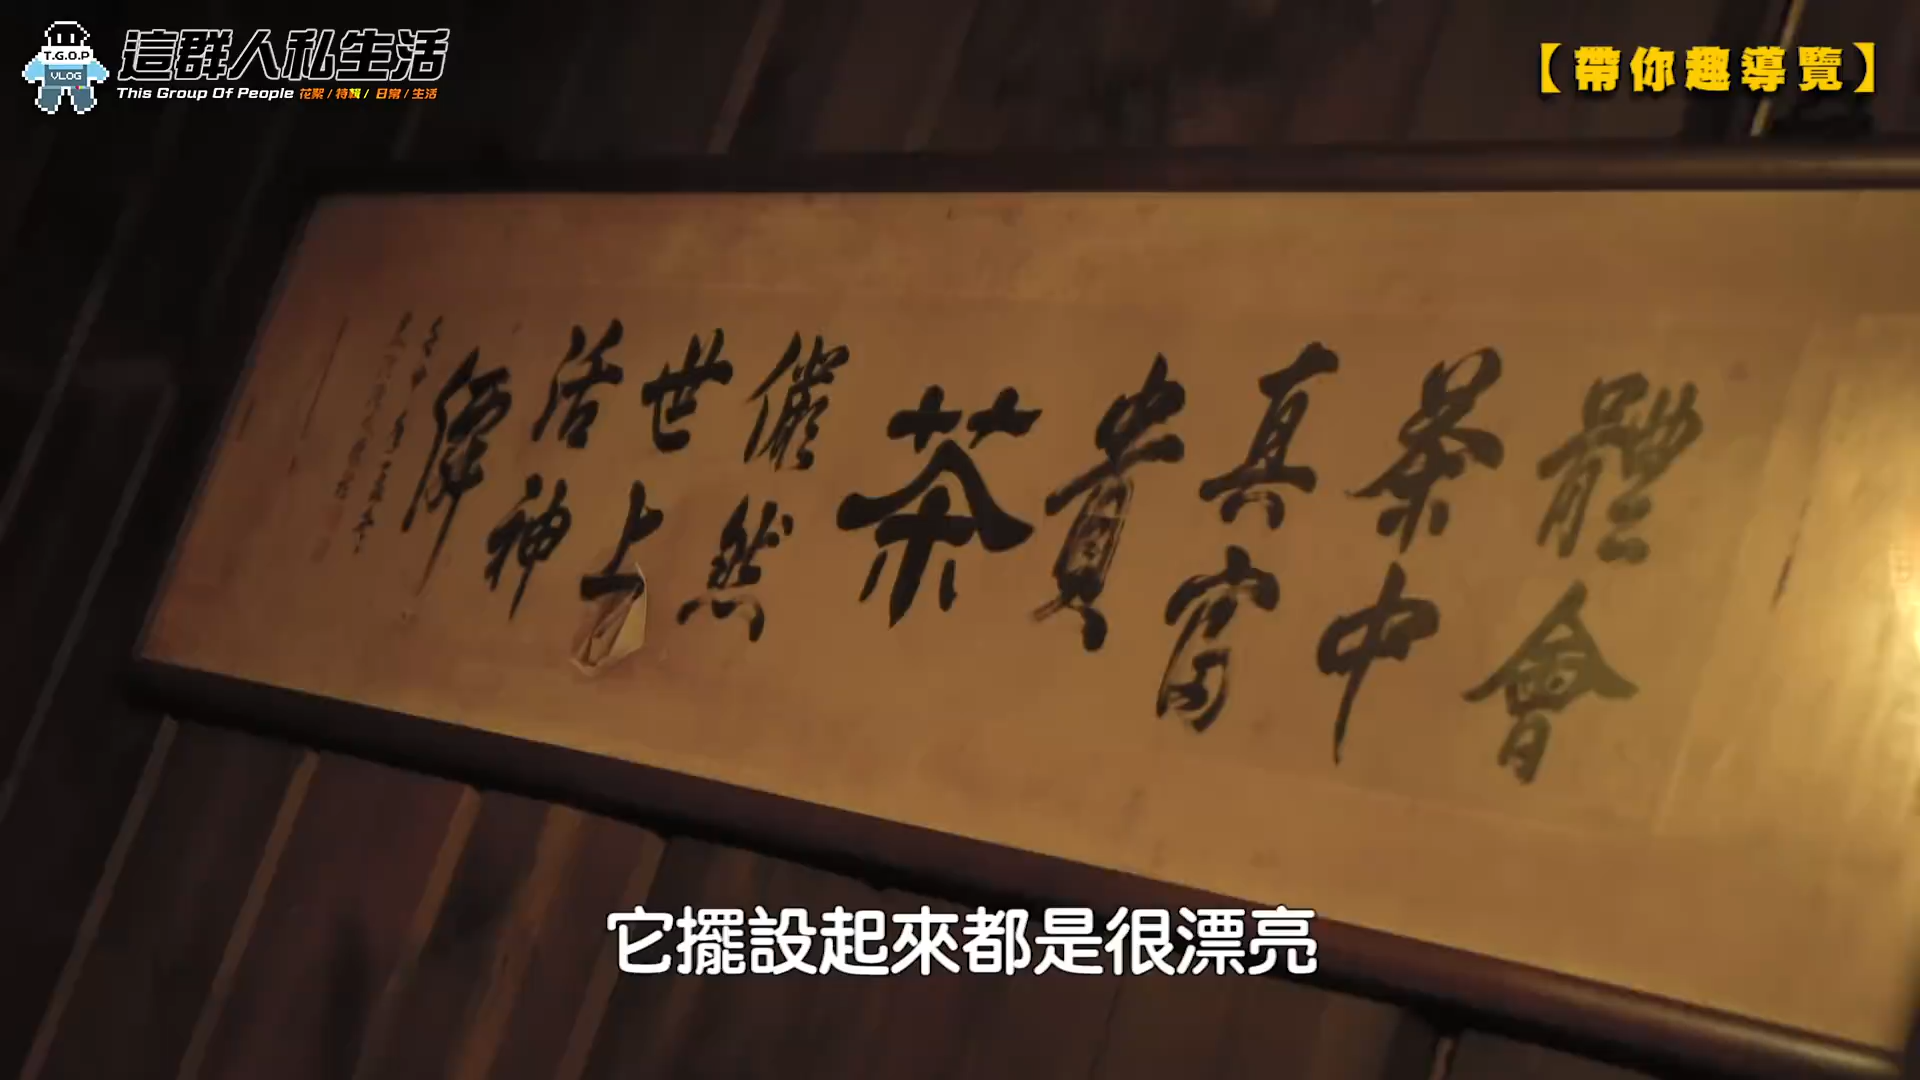 T.G.O.P
VLOG
這群人私生活
This Group Of People 花絮/特輯/日常/生活
【帶你趣導覽】
體會
茶中
真富
貴
茶
儼然
世上
活神
僊
它擺設起來都是很漂亮